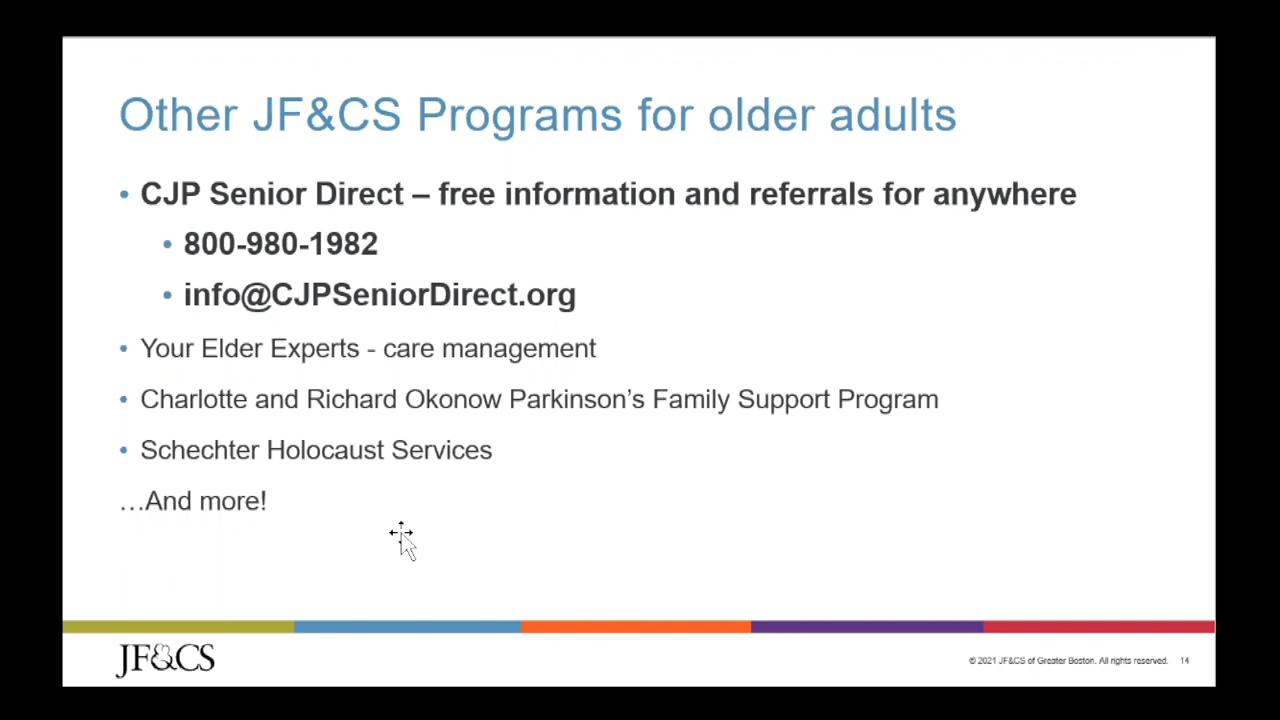 Other JF&CS Programs for older adults
• CJP Senior Direct – free information and referrals for anywhere
• 800-980-1982
• info@CJPSeniorDirect.org
• Your Elder Experts - care management
• Charlotte and Richard Okonow Parkinson’s Family Support Program
• Schechter Holocaust Services
…And more!
JF&CS
© 2021 JF&CS of Greater Boston. All rights reserved. 14